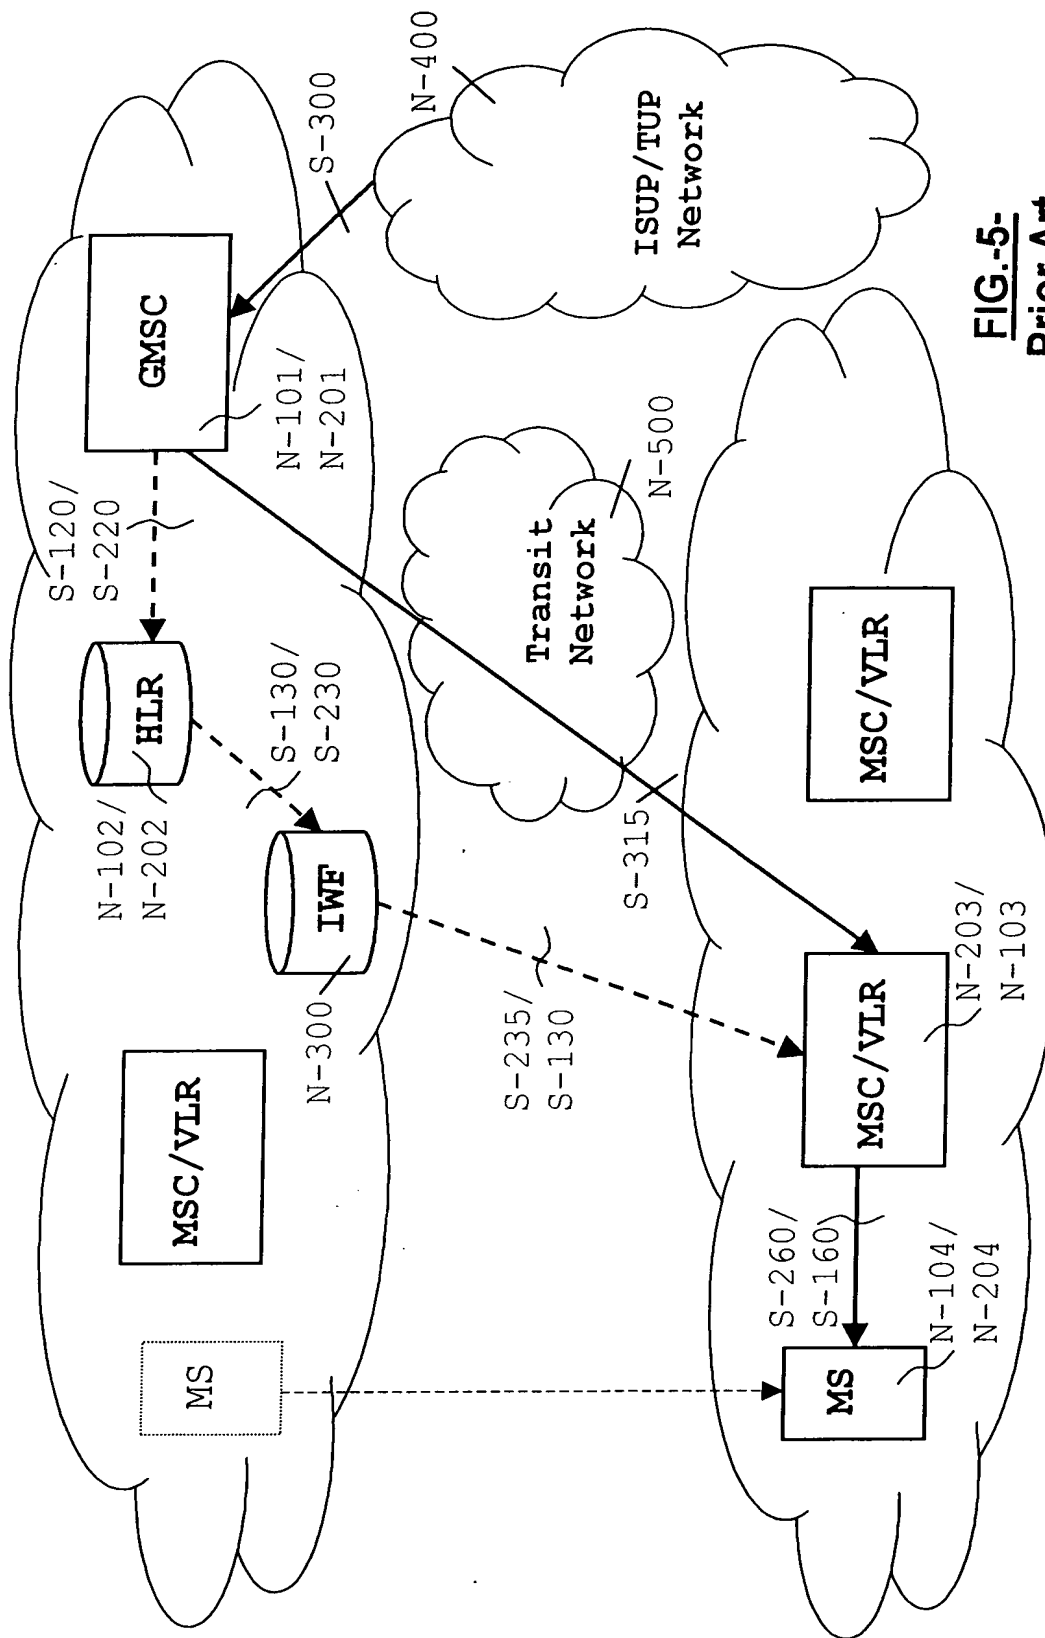 MS
MSC/VLR
N-300
IWF
N-102/
N-202
HLR
S-130/
S-230
S-120/
S-220
GMSC
N-101/
N-201
S-300
N-400
ISUP/TUP
Network
Transit
Network
N-500
S-235/
S-130
S-315
MS
N-104/
N-204
S-260/
S-160
MSC/VLR
N-203/
N-103
MSC/VLR
FIG.-5-
Prior Art